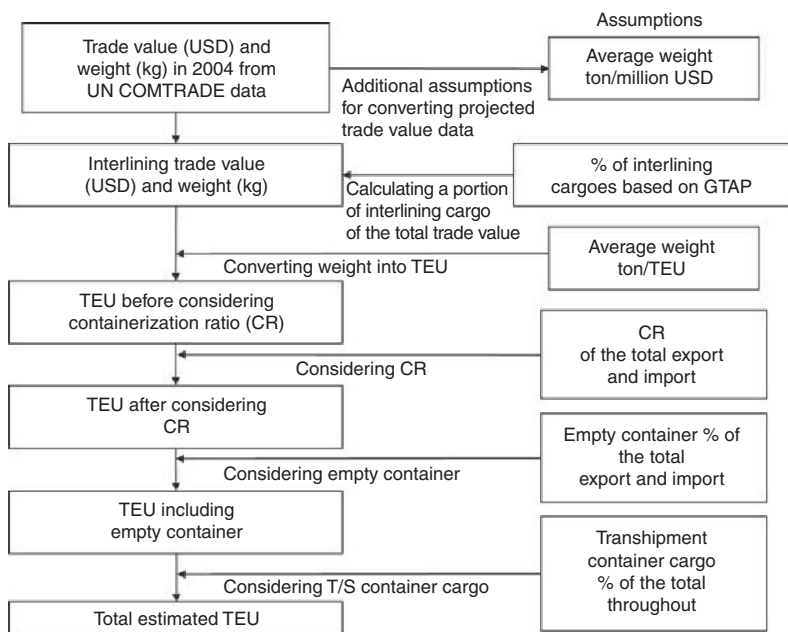 Assumptions
Trade value (USD) and
weight (kg) in 2004 from
UN COMTRADE data
Average weight
ton/million USD
Additional assumptions
for converting projected
trade value data
Interlining trade value
(USD) and weight (kg)
% of interlining
cargoes based on GTAP
Calculating a portion
of interlining cargo
of the total trade value
Average weight
ton/TEU
Converting weight into TEU
TEU before considering
containerization ratio (CR)
CR
of the total export
and import
Considering CR
TEU after considering
CR
Empty container % of
the total
export and import
Considering empty container
TEU including
empty container
Transhipment
container cargo
% of the total
throughout
Considering T/S container cargo
Total estimated TEU